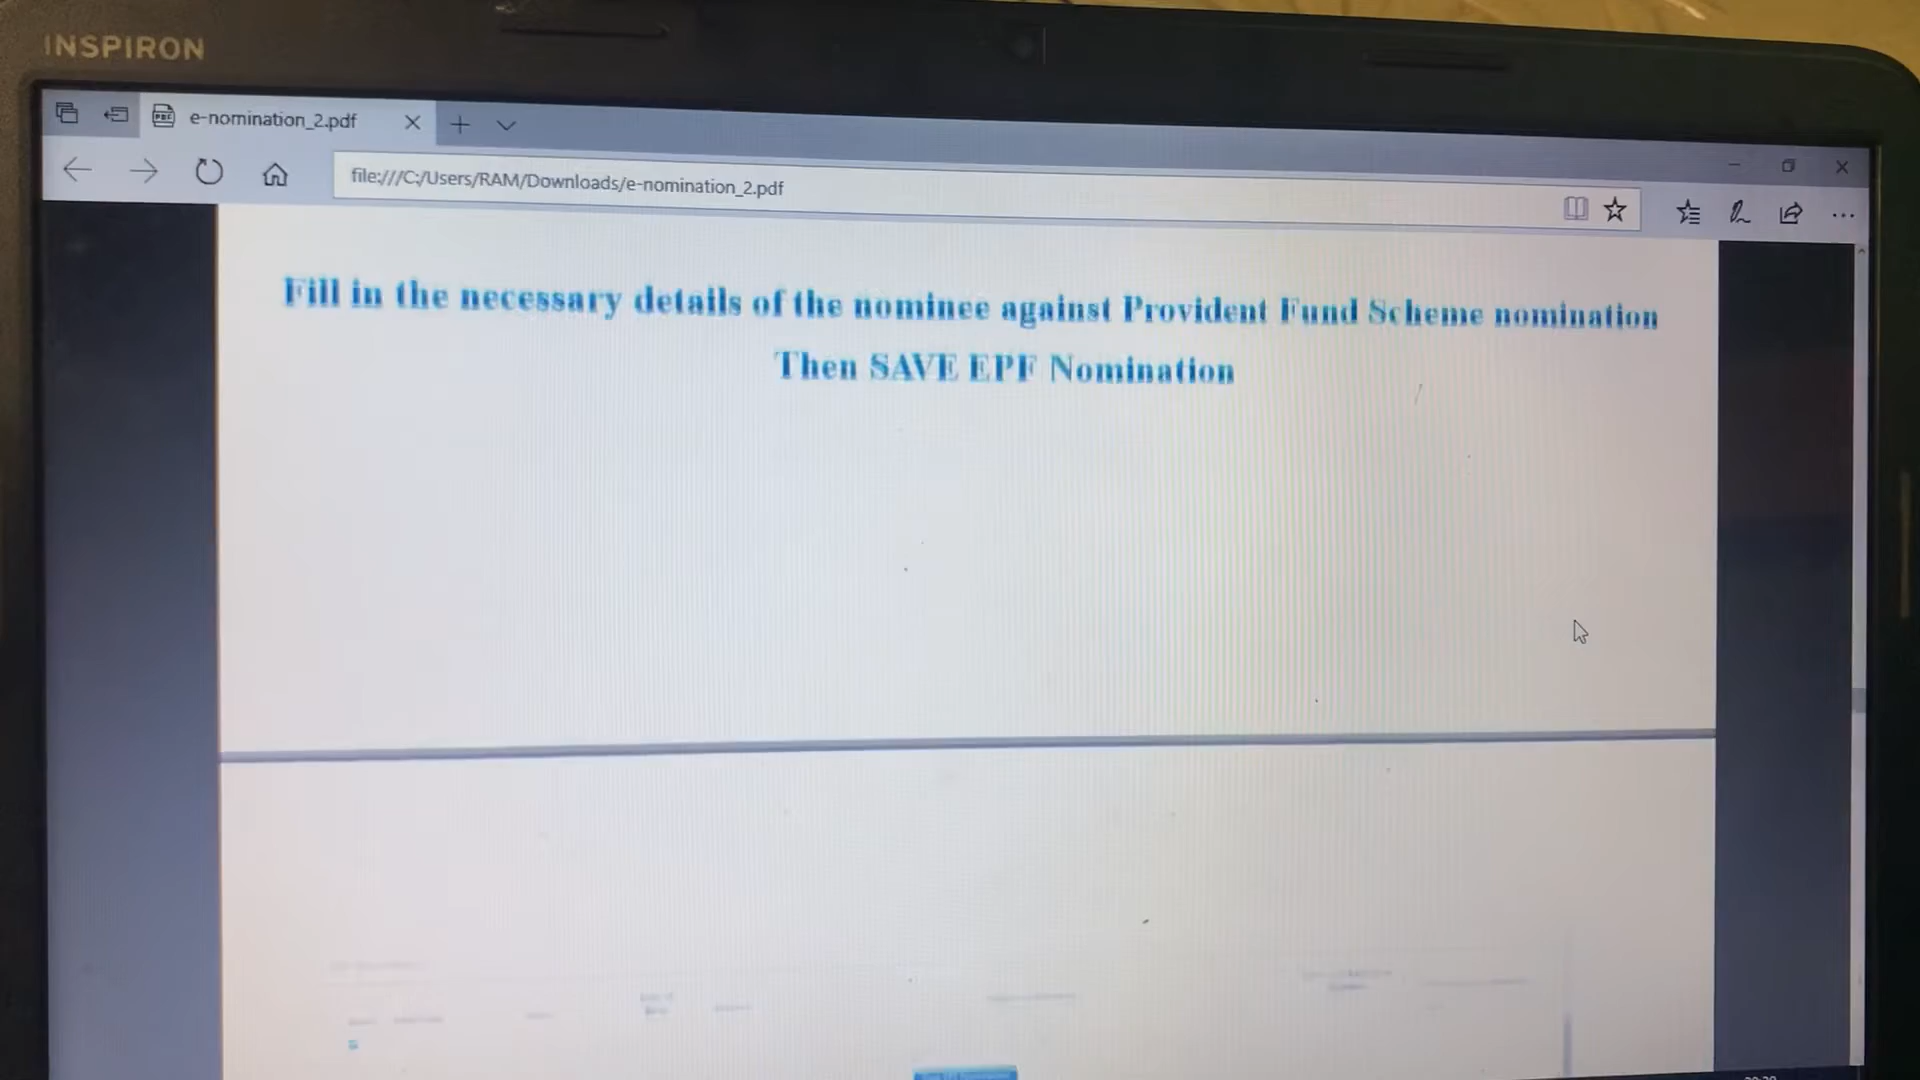 INSPIRON
e-nomination_2.pdf
file:///C:/Users/RAM/Downloads/e-nomination_2.pdf
Fill in the necessary details of the nominee against Provident Fund Scheme nomination
Then SAVE EPF Nomination